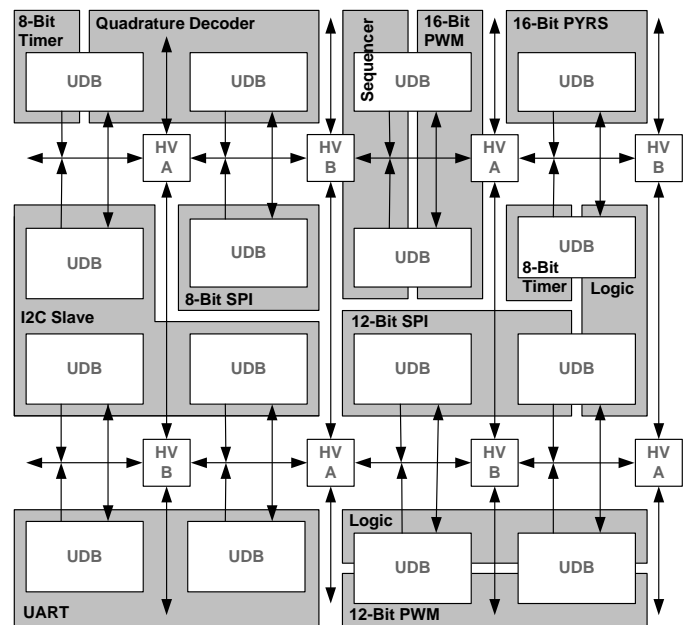 8-Bit
Timer
Quadrature Decoder
Sequencer
16-Bit
PWM
16-Bit PYRS
UDB
UDB
UDB
UDB
HV
A
HV
B
HV
A
HV
B
UDB
UDB
UDB
UDB
8-Bit
Timer
Logic
8-Bit SPI
I2C Slave
12-Bit SPI
UDB
UDB
UDB
UDB
HV
B
HV
A
HV
B
HV
A
Logic
UDB
UDB
UDB
UDB
UART
12-Bit PWM